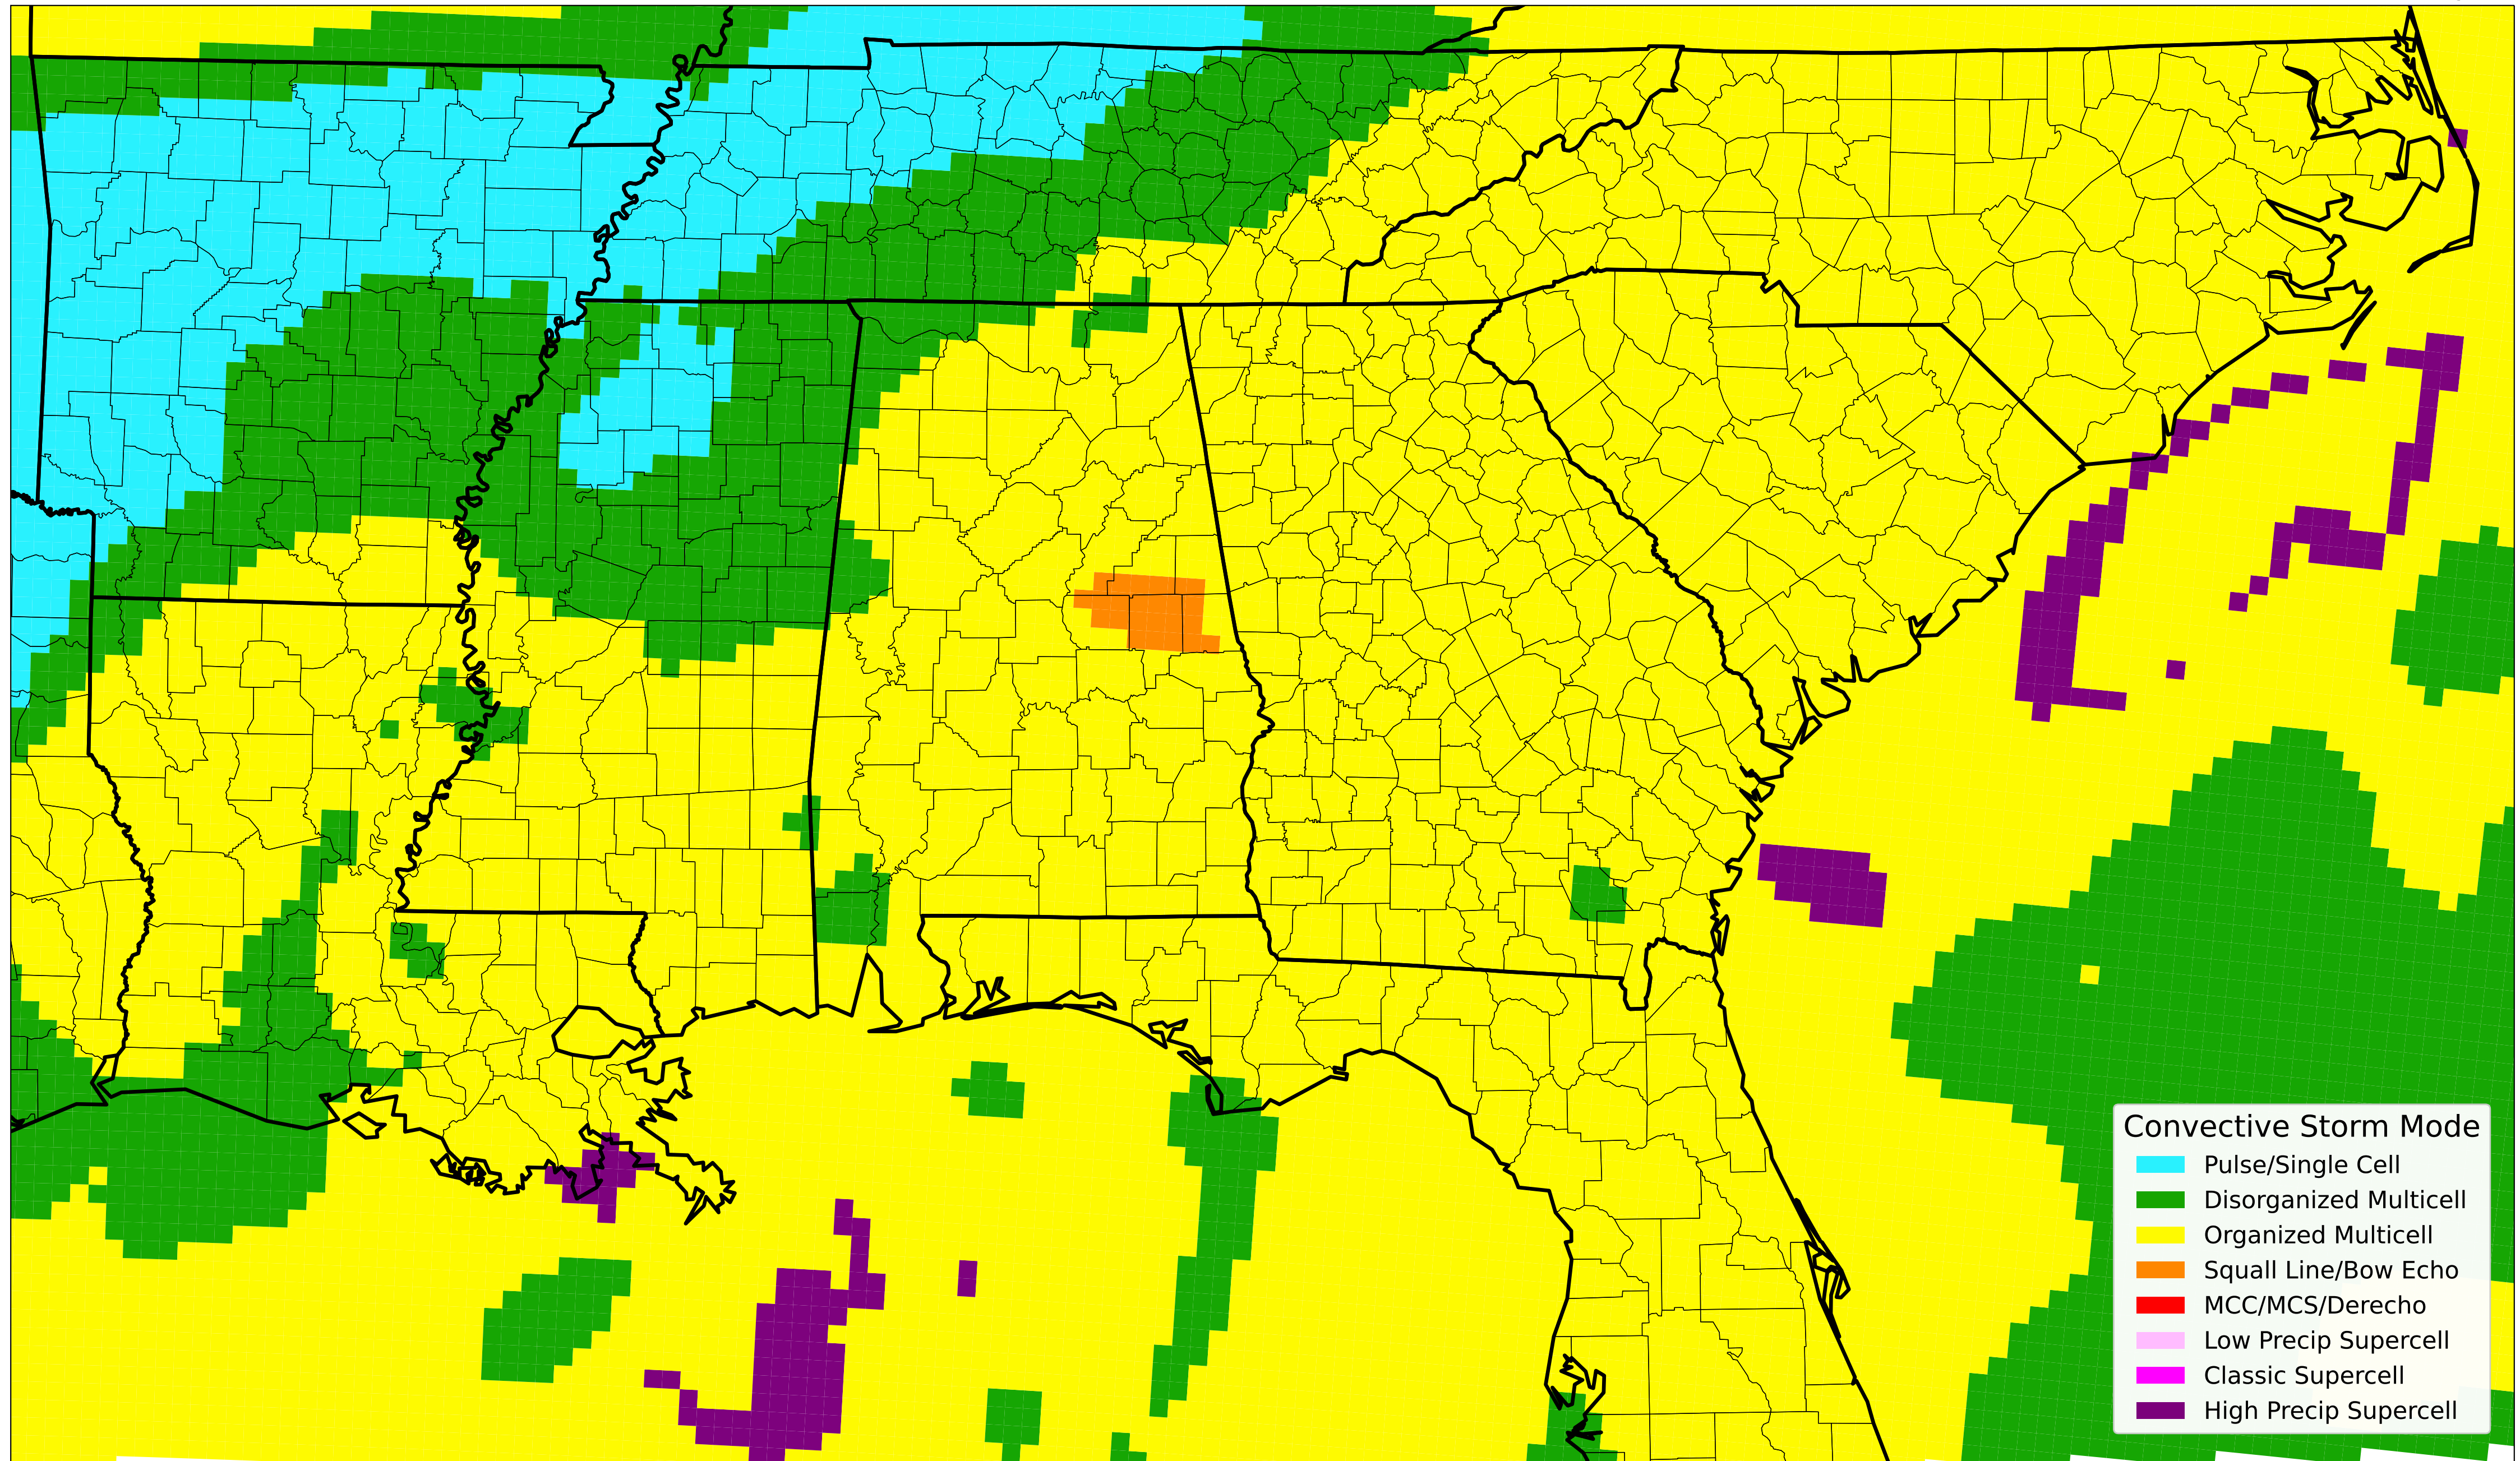 Convective Storm Mode
Pulse/Single Cell
Disorganized Multicell
Organized Multicell
Squall Line/Bow Echo
MCC/MCS/Derecho
Low Precip Supercell
Classic Supercell
High Precip Supercell